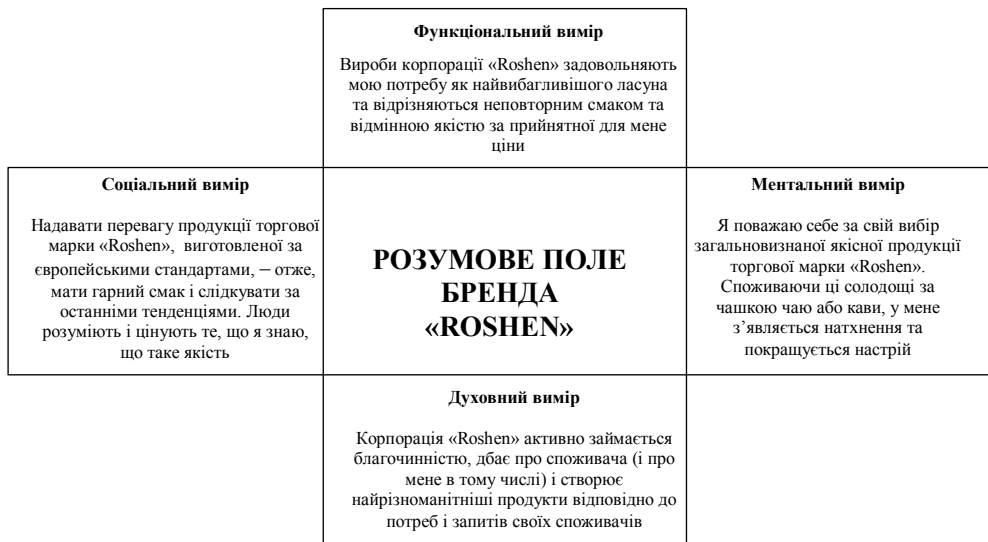 Функціональний вимір
Вироби корпорації «Roshen» задовольняють
мою потребу як найвибагливішого ласуна
та відрізняються неповторним смаком та
відмінною якістю за прийнятної для мене
ціни
Соціальний вимір
Надавати перевагу продукції торгової
марки «Roshen», виготовленої за
європейськими стандартами, – отже,
мати гарний смак і слідкувати за
останніми тенденціями. Люди
розуміють і цінують те, що я знаю,
що таке якість
РОЗУМОВЕ ПОЛЕ
БРЕНДА
«ROSHEN»
Ментальний вимір
Я поважаю себе за свій вибір
загальновизнаної якісної продукції
торгової марки «Roshen».
Споживаючи ці солодощі за
чашкою чаю або кави, у мене
з’являється натхнення та
покращується настрій
Духовний вимір
Корпорація «Roshen» активно займається
благочинністю, дбає про споживача (і про
мене в тому числі) і створює
найрізноманітніші продукти відповідно до
потреб і запитів своїх споживачів